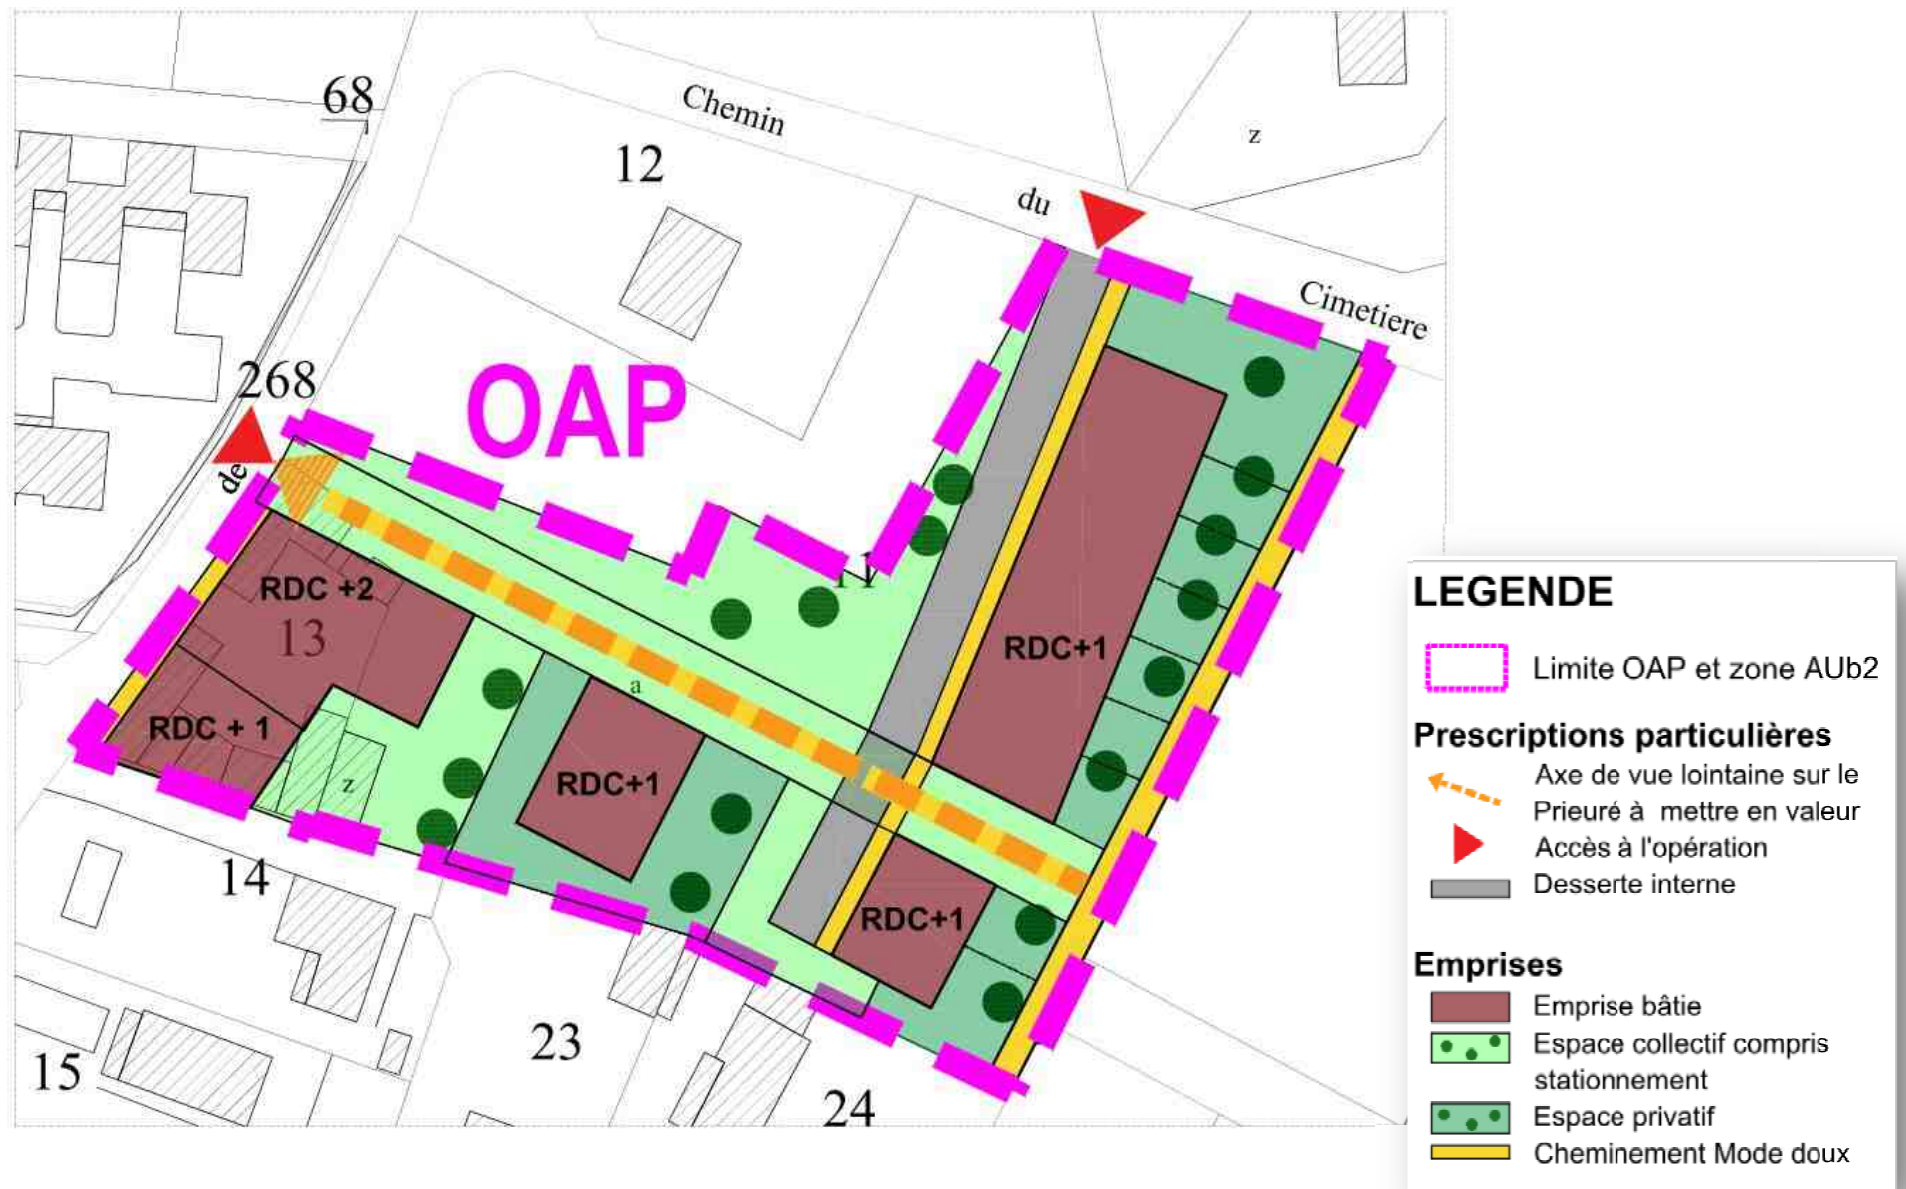 68
Chemin
12
du
z
Cimetiere
268
OAP
de
11
RDC +2
13
RDC+1
a
RDC + 1
z
RDC+1
RDC+1
14
23
15
24
LEGENDE
Limite OAP et zone AUb2
Prescriptions particulières
Axe de vue lointaine sur le
Prieuré à mettre en valeur
Accès à l'opération
Desserte interne
Emprises
Emprise bâtie
Espace collectif compris
stationnement
Espace privatif
Cheminement Mode doux